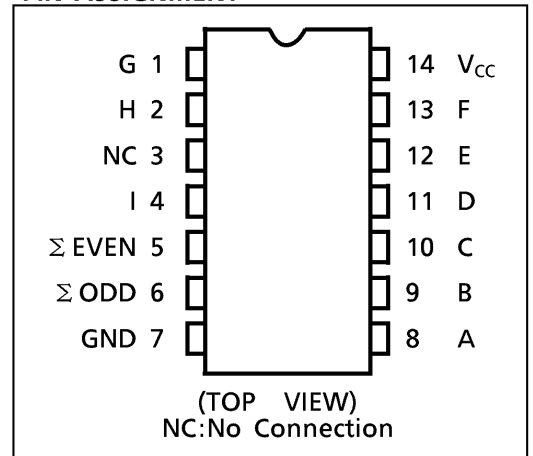 PIN ASSIGNMENT
G 1 14 VCC
H 2 13 F
NC 3 12 E
I 4 11 D
Σ EVEN 5 10 C
Σ ODD 6 9 B
GND 7 8 A
(TOP VIEW)
NC:No Connection